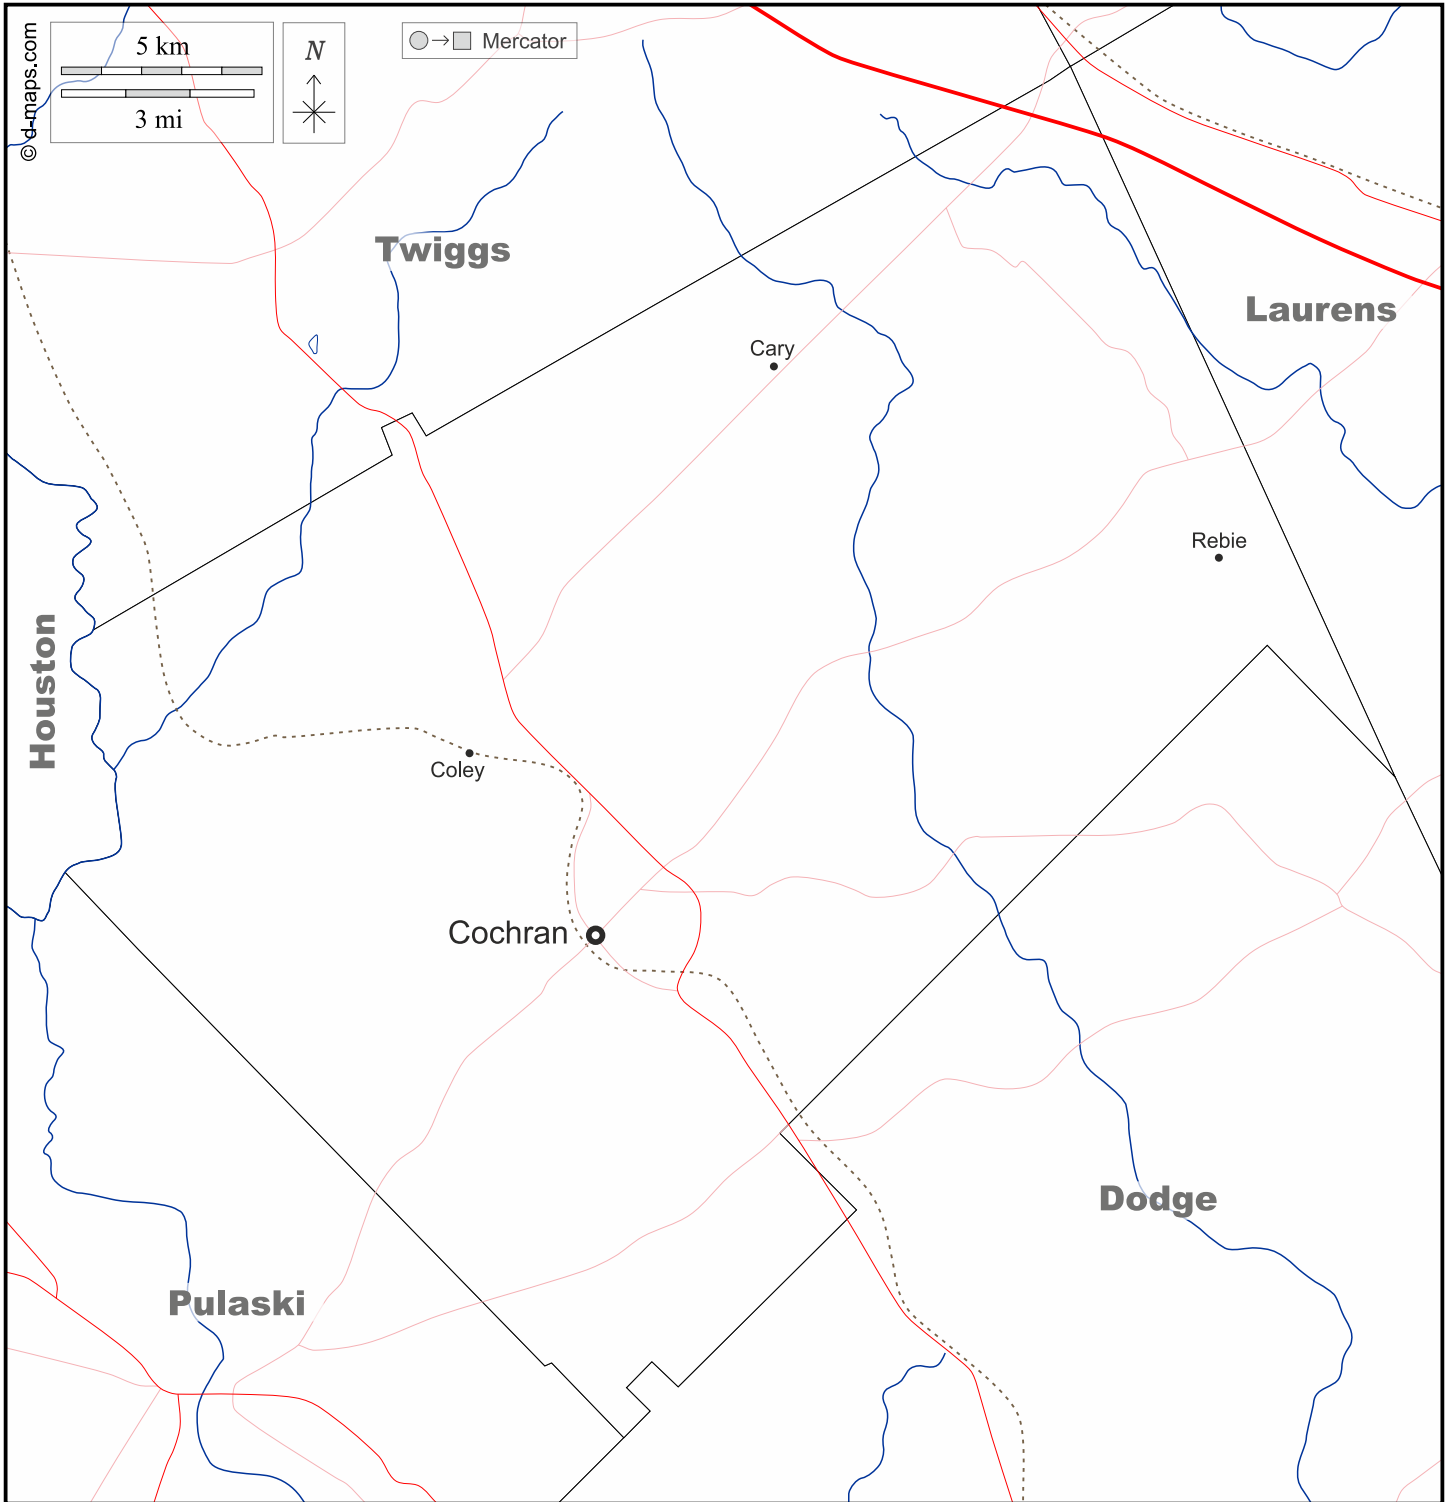 © d-maps.com
5 km
3 mi
N
Mercator
Twiggs
Laurens
Cary
Rebie
Houston
Coley
Cochran
Dodge
Pulaski